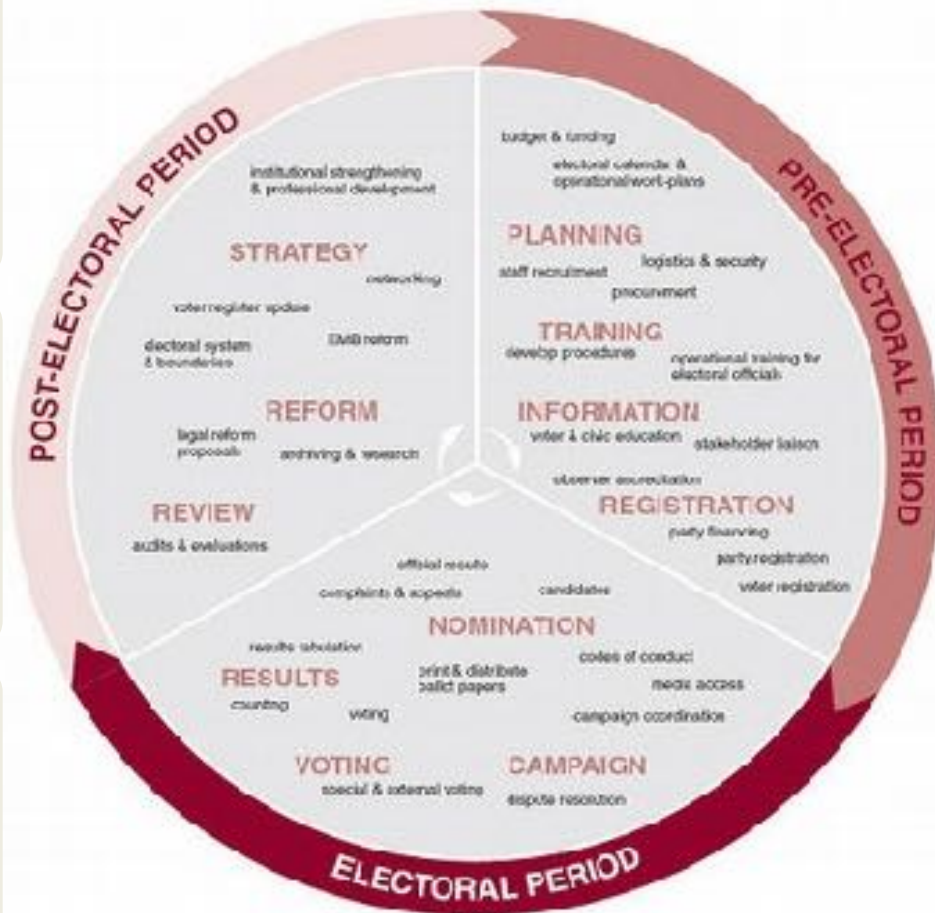 PRE-ELECTORAL PERIOD
budget & funding
electoral calendar &
operational work-plans
PLANNING
logistics & security
staff recruitment
procurement
TRAINING
develop procedures
operational training for
electoral officials
INFORMATION
voter & civic education
stakeholder liaison
observer accreditation
REGISTRATION
party financing
party registration
voter registration
ELECTORAL PERIOD
official results
complaints & appeals
candidates
NOMINATION
results tabulation
codes of conduct
print & distribute
ballot papers
RESULTS
media access
counting
voting
campaign coordination
VOTING
CAMPAIGN
special & external voting
dispute resolution
POST-ELECTORAL PERIOD
institutional strengthening
& professional development
STRATEGY
networking
voter register update
EMB reform
electoral system
& boundaries
REFORM
legal reform
proposals
archiving & research
REVIEW
audits & evaluations